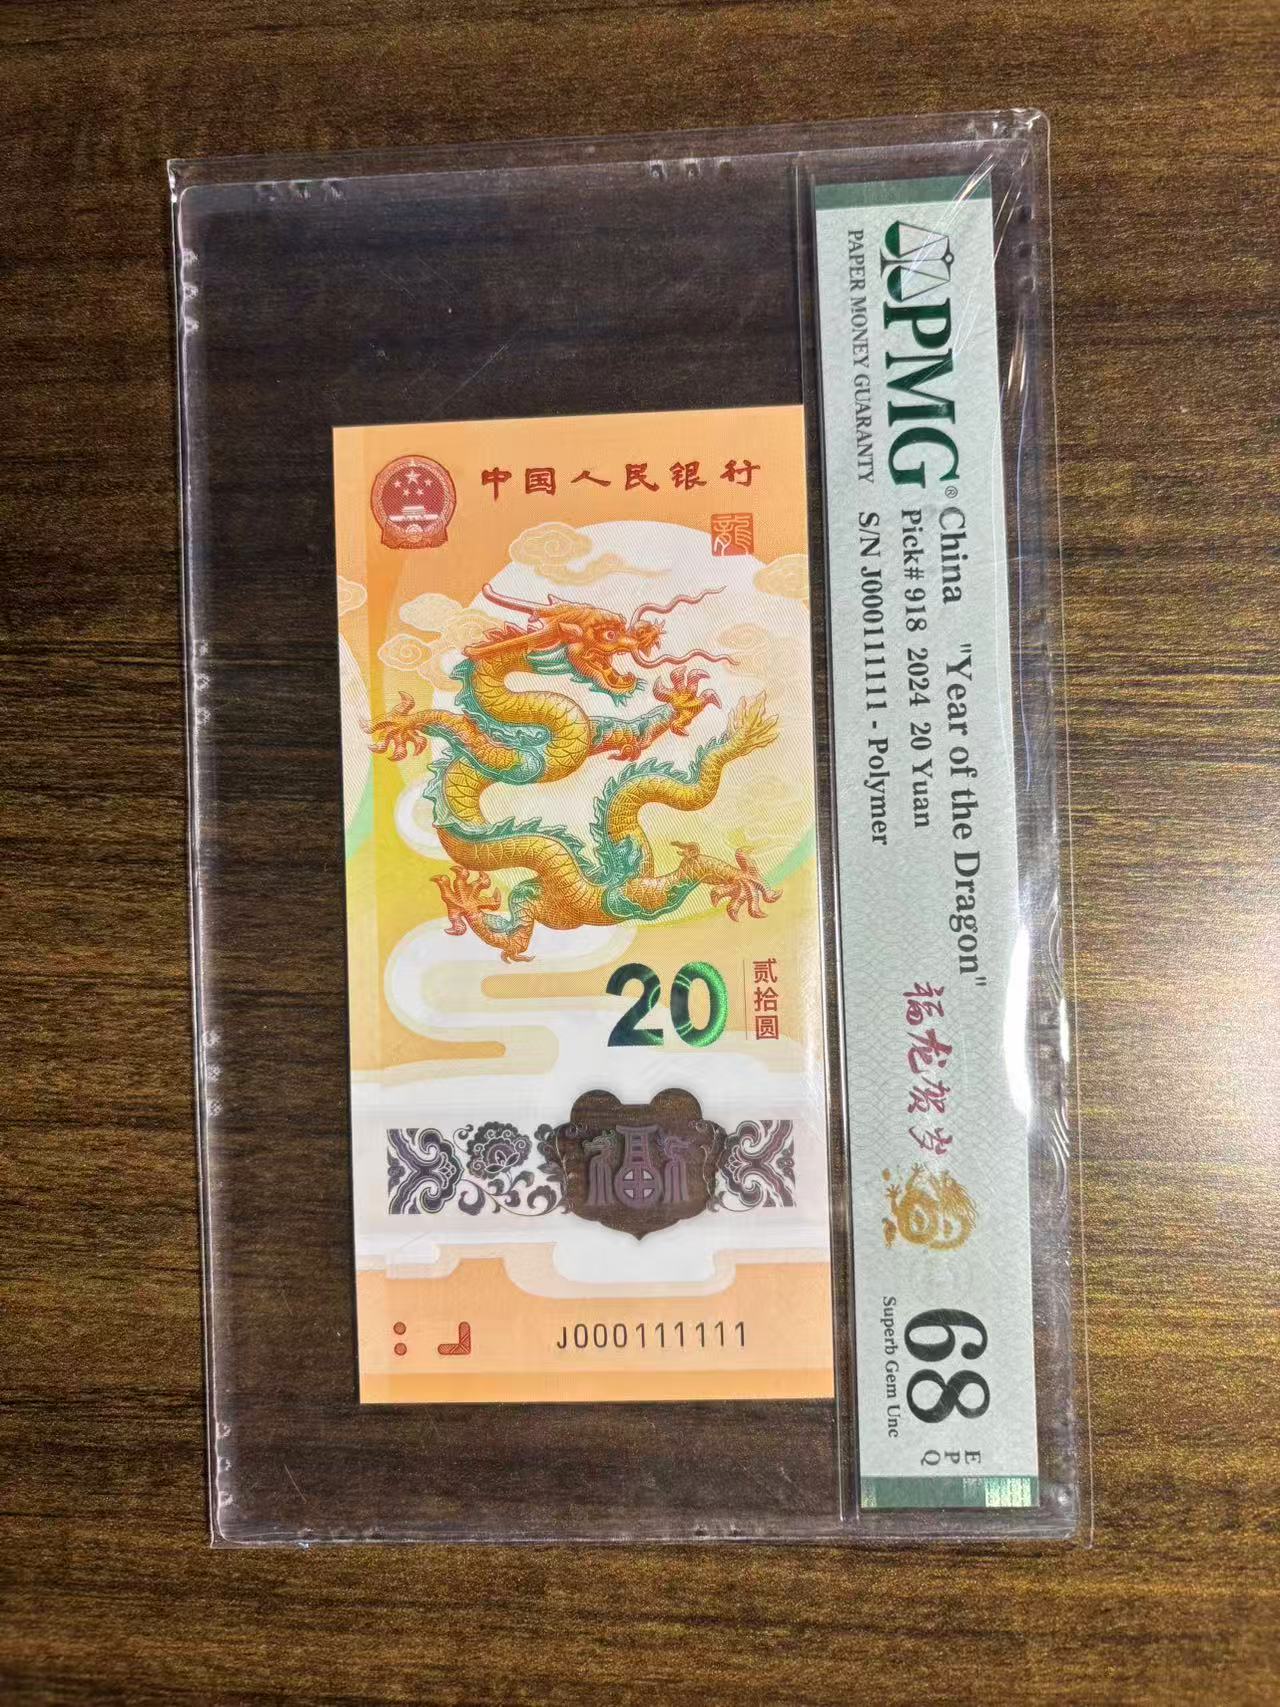 PMG®
PAPER MONEY GUARANTY
China "Year of the Dragon"
Pick# 918 2024 20 Yuan
S/N J000111111 - Polymer
福龙贺岁
68
EPQ
Superb Gem Unc
中国人民银行
龍
20
贰拾圆
J000111111